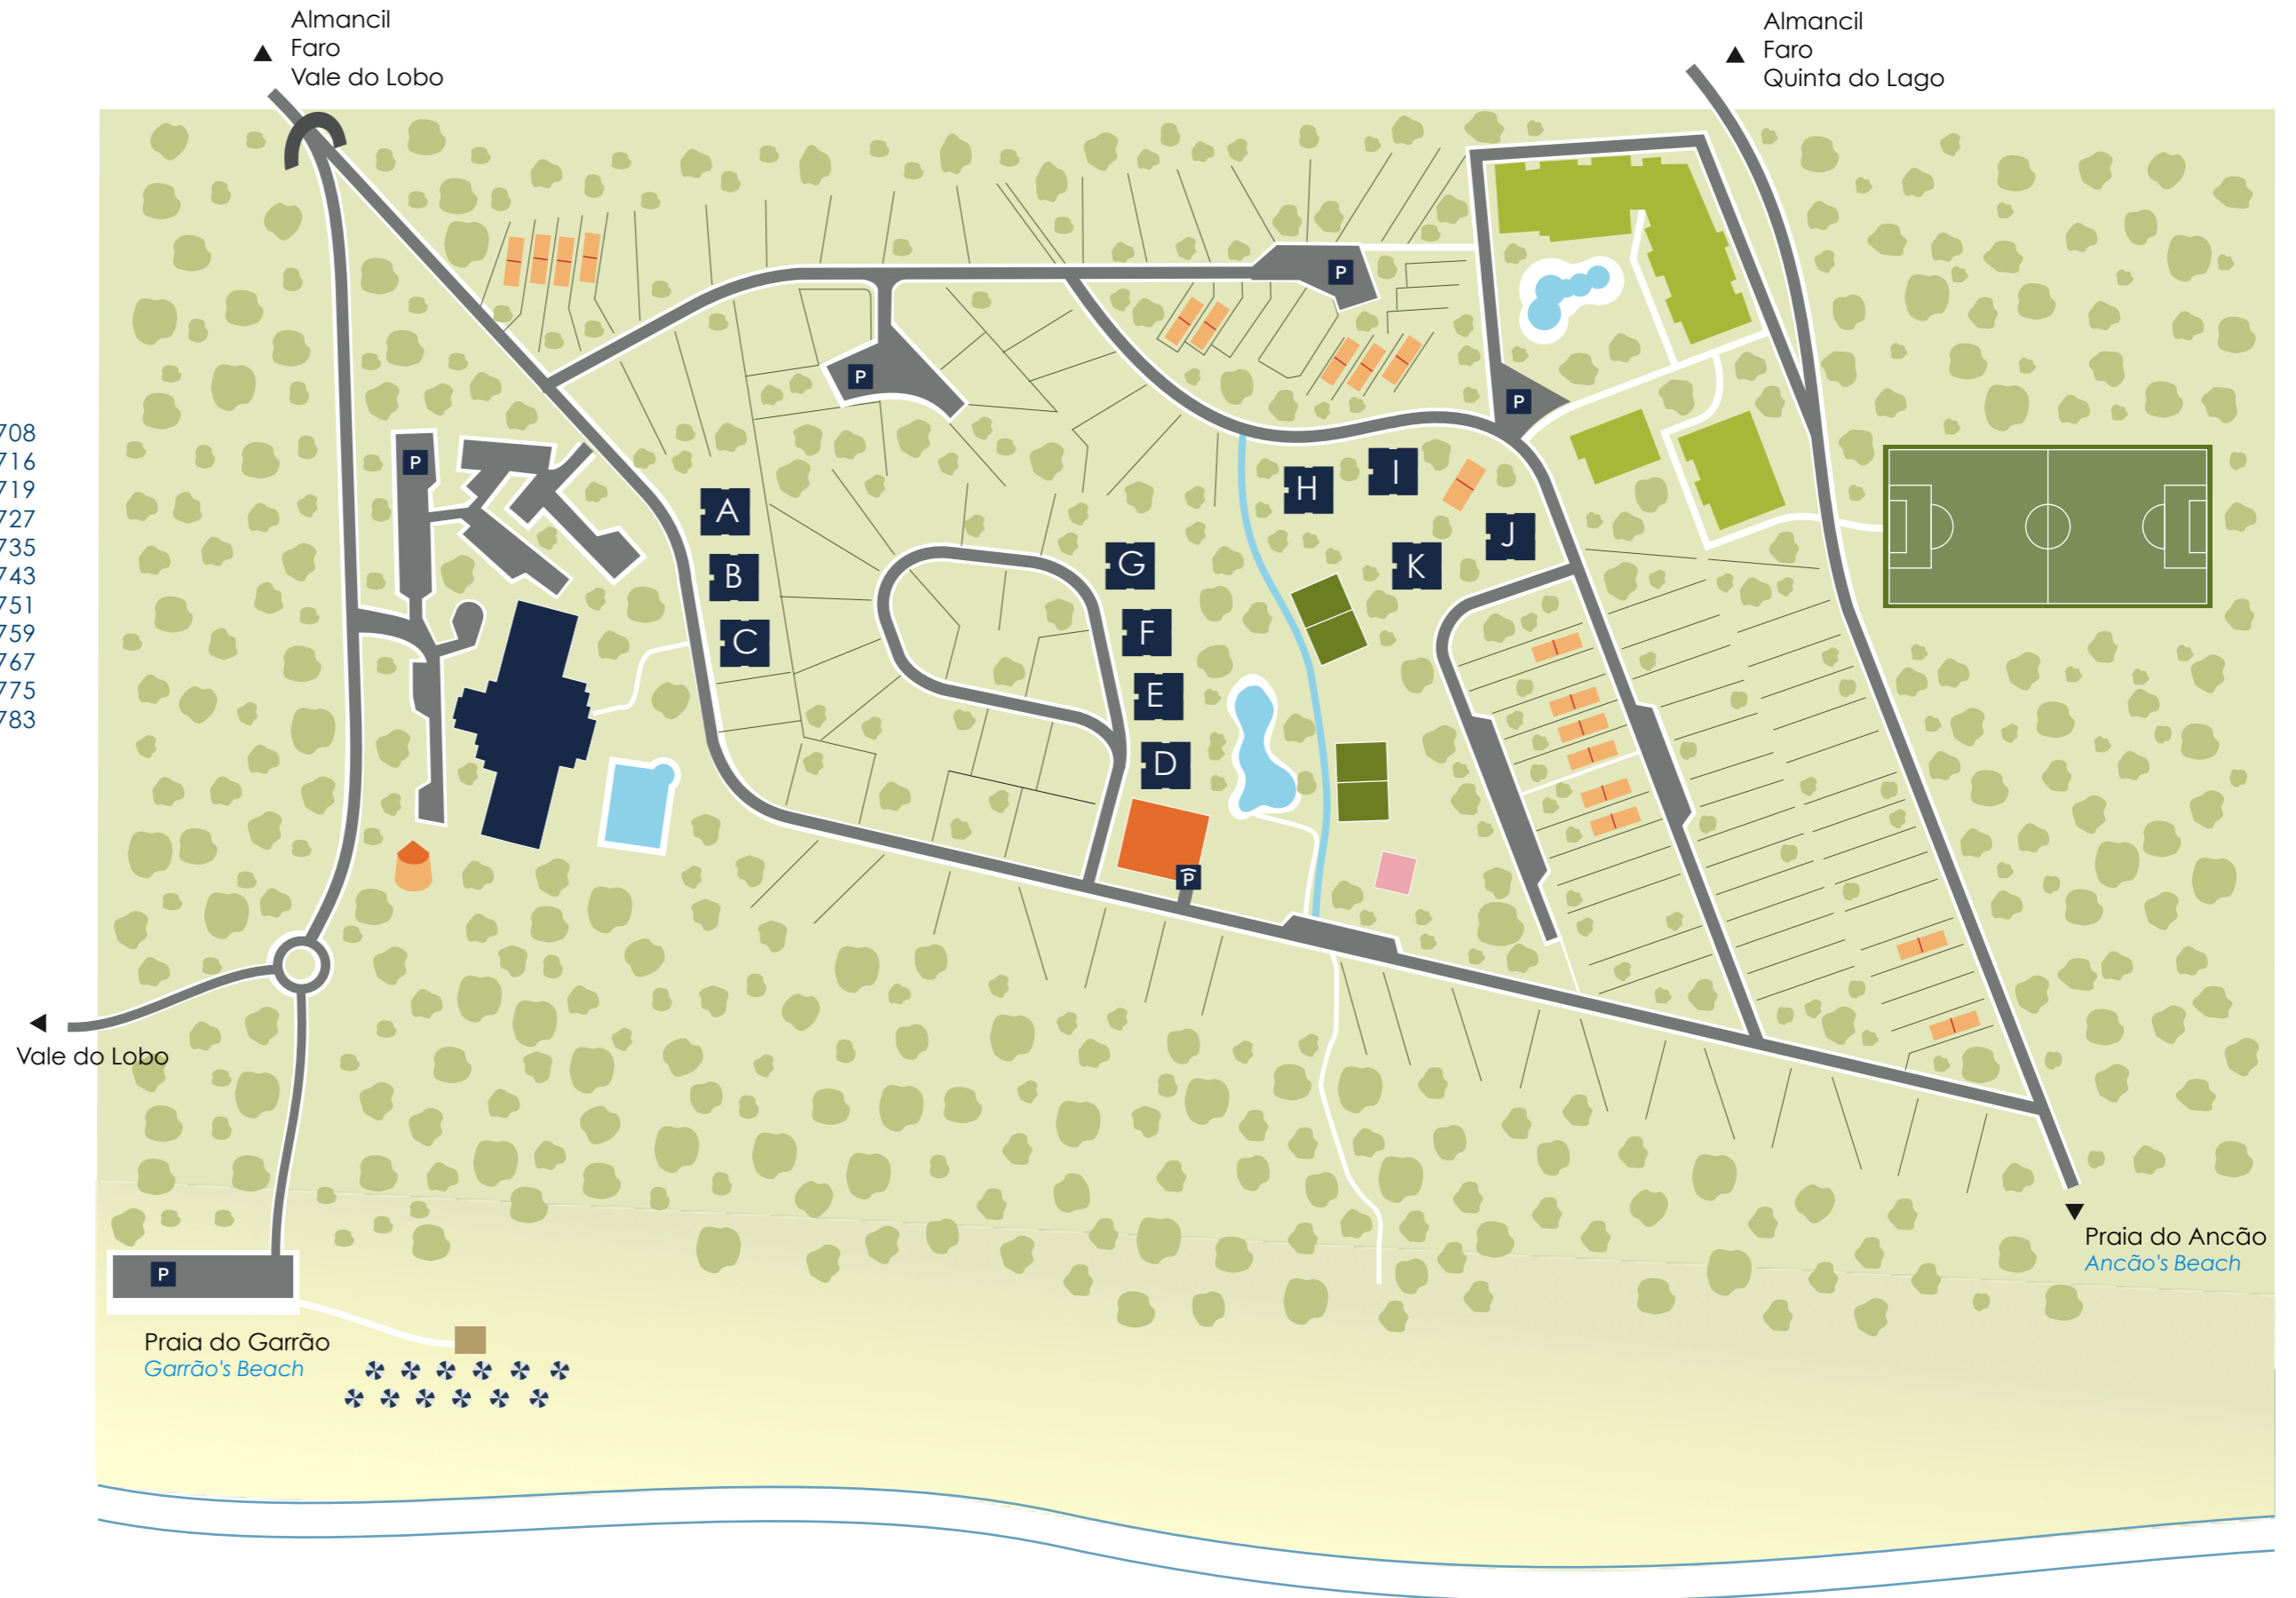 Almancil
Faro
Vale do Lobo
Almancil
Faro
Quinta do Lago
P
P
P
P
708
716
719
727
735
743
751
759
767
775
783
A
B
C
G
F
E
D
H
I
J
K
P
P
Vale do Lobo
P
Praia do Garrão
Garrão's Beach
Praia do Ancão
Ancão's Beach